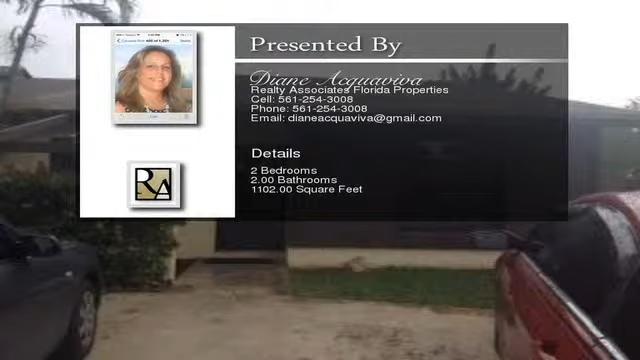 Presented By
Diane Acquaviva
Realty Associates Florida Properties
Cell: 561-254-3008
Phone: 561-254-3008
Email: dianeacquaviva@gmail.com
Details
2 Bedrooms
2.00 Bathrooms
1102.00 Square Feet
RA